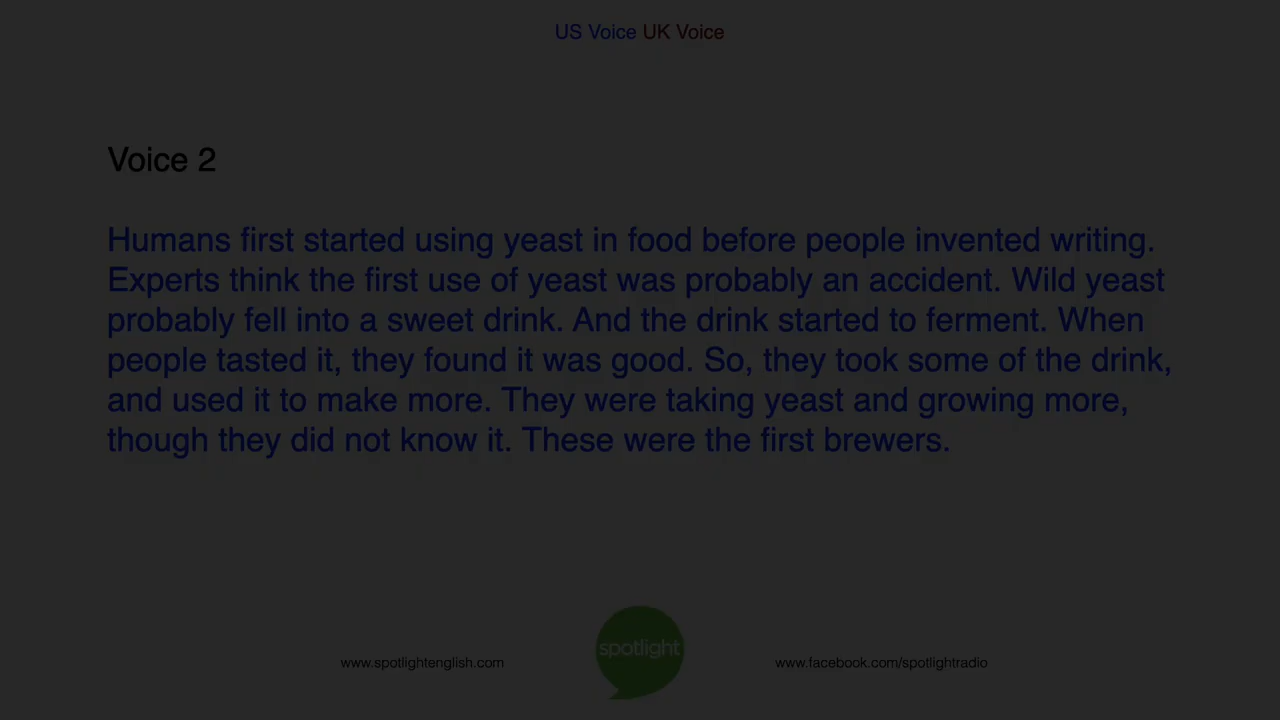 US Voice UK Voice
Voice 2
Humans first started using yeast in food before people invented writing.
Experts think the first use of yeast was probably an accident. Wild yeast
probably fell into a sweet drink. And the drink started to ferment. When
people tasted it, they found it was good. So, they took some of the drink,
and used it to make more. They were taking yeast and growing more,
though they did not know it. These were the first brewers.
spotlight
www.spotlightenglish.com
www.facebook.com/spotlightradio